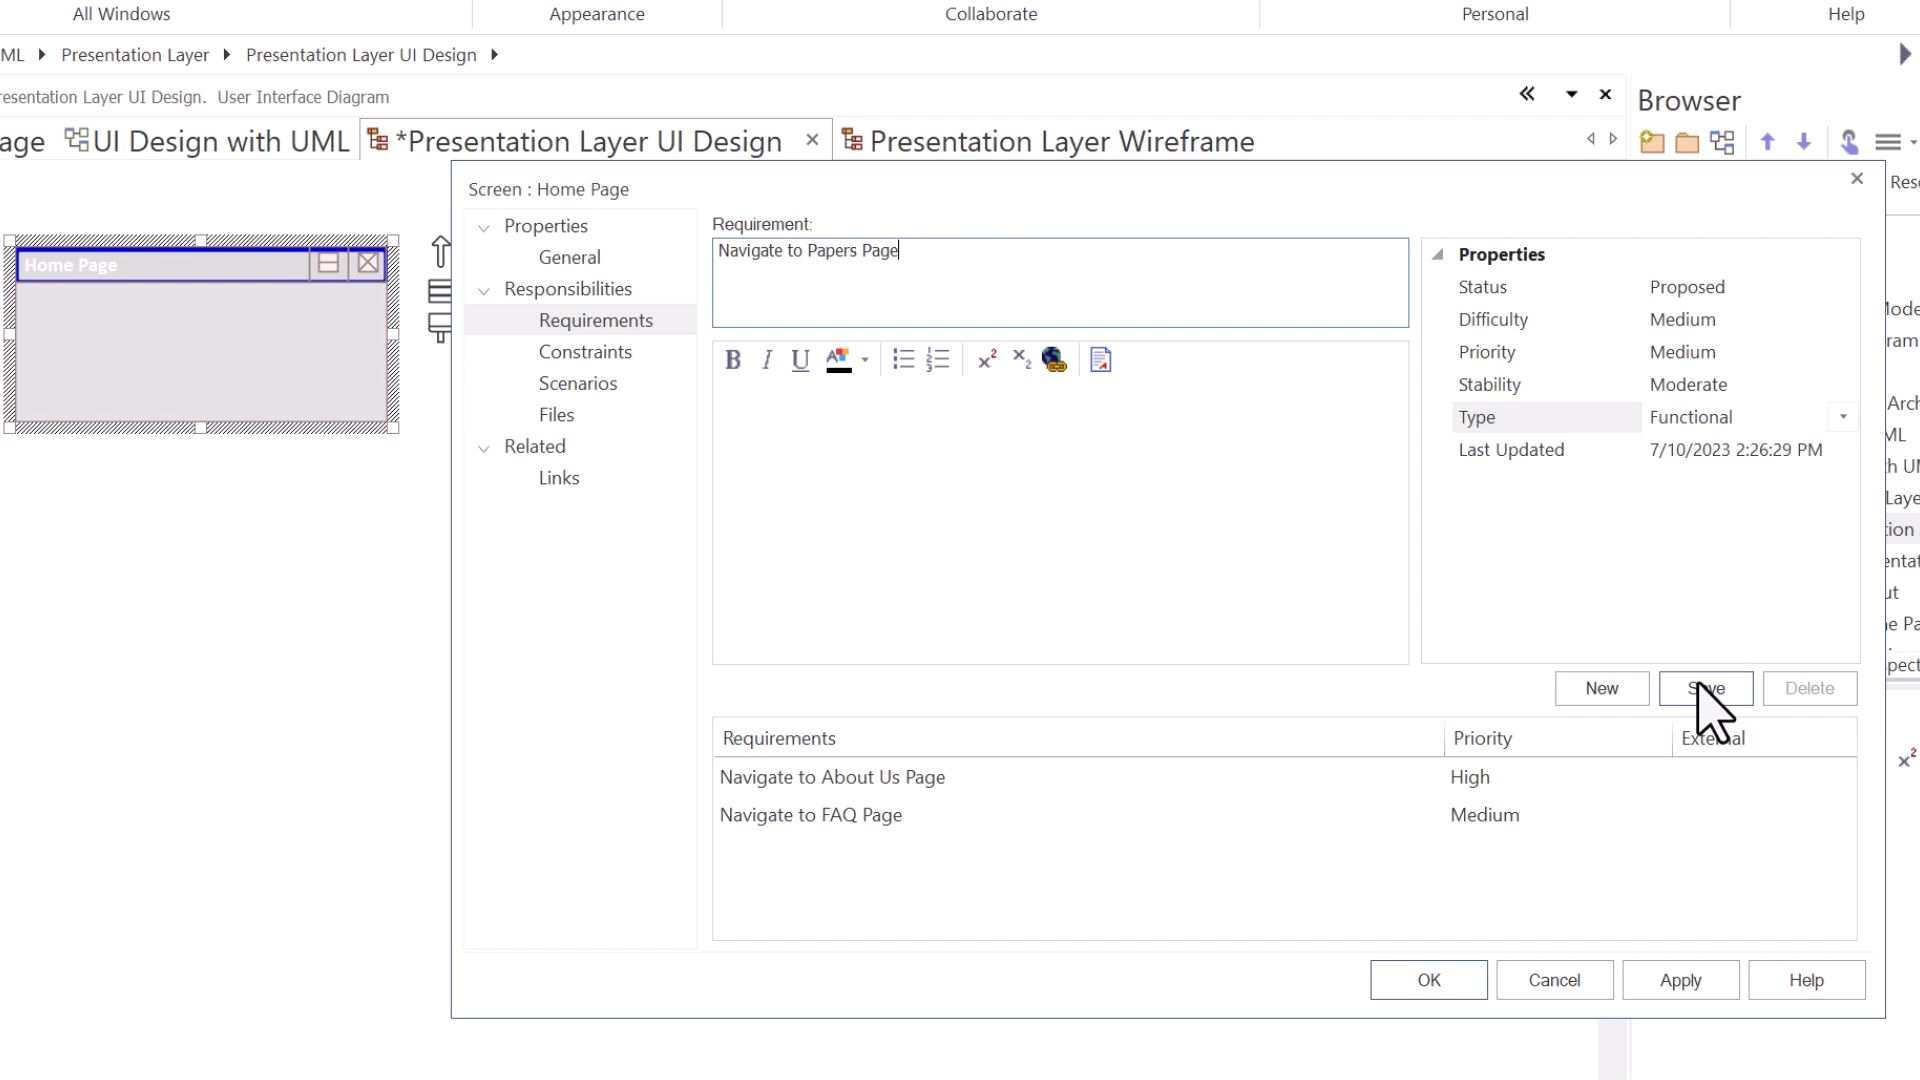 All Windows
Appearance
Collaborate
Personal
Help
ML
Presentation Layer
Presentation Layer UI Design
resentation Layer UI Design. User Interface Diagram
Browser
age
UI Design with UML
*Presentation Layer UI Design
Presentation Layer Wireframe
Screen : Home Page
Home Page
Properties
General
Responsibilities
Requirements
Constraints
Scenarios
Files
Related
Links
Requirement:
Navigate to Papers Page
Properties
Status Proposed
Difficulty Medium
Priority Medium
Stability Moderate
Type Functional
Last Updated 7/10/2023 2:26:29 PM
New
Save
Delete
Requirements Priority External
Navigate to About Us Page High
Navigate to FAQ Page Medium
OK
Cancel
Apply
Help